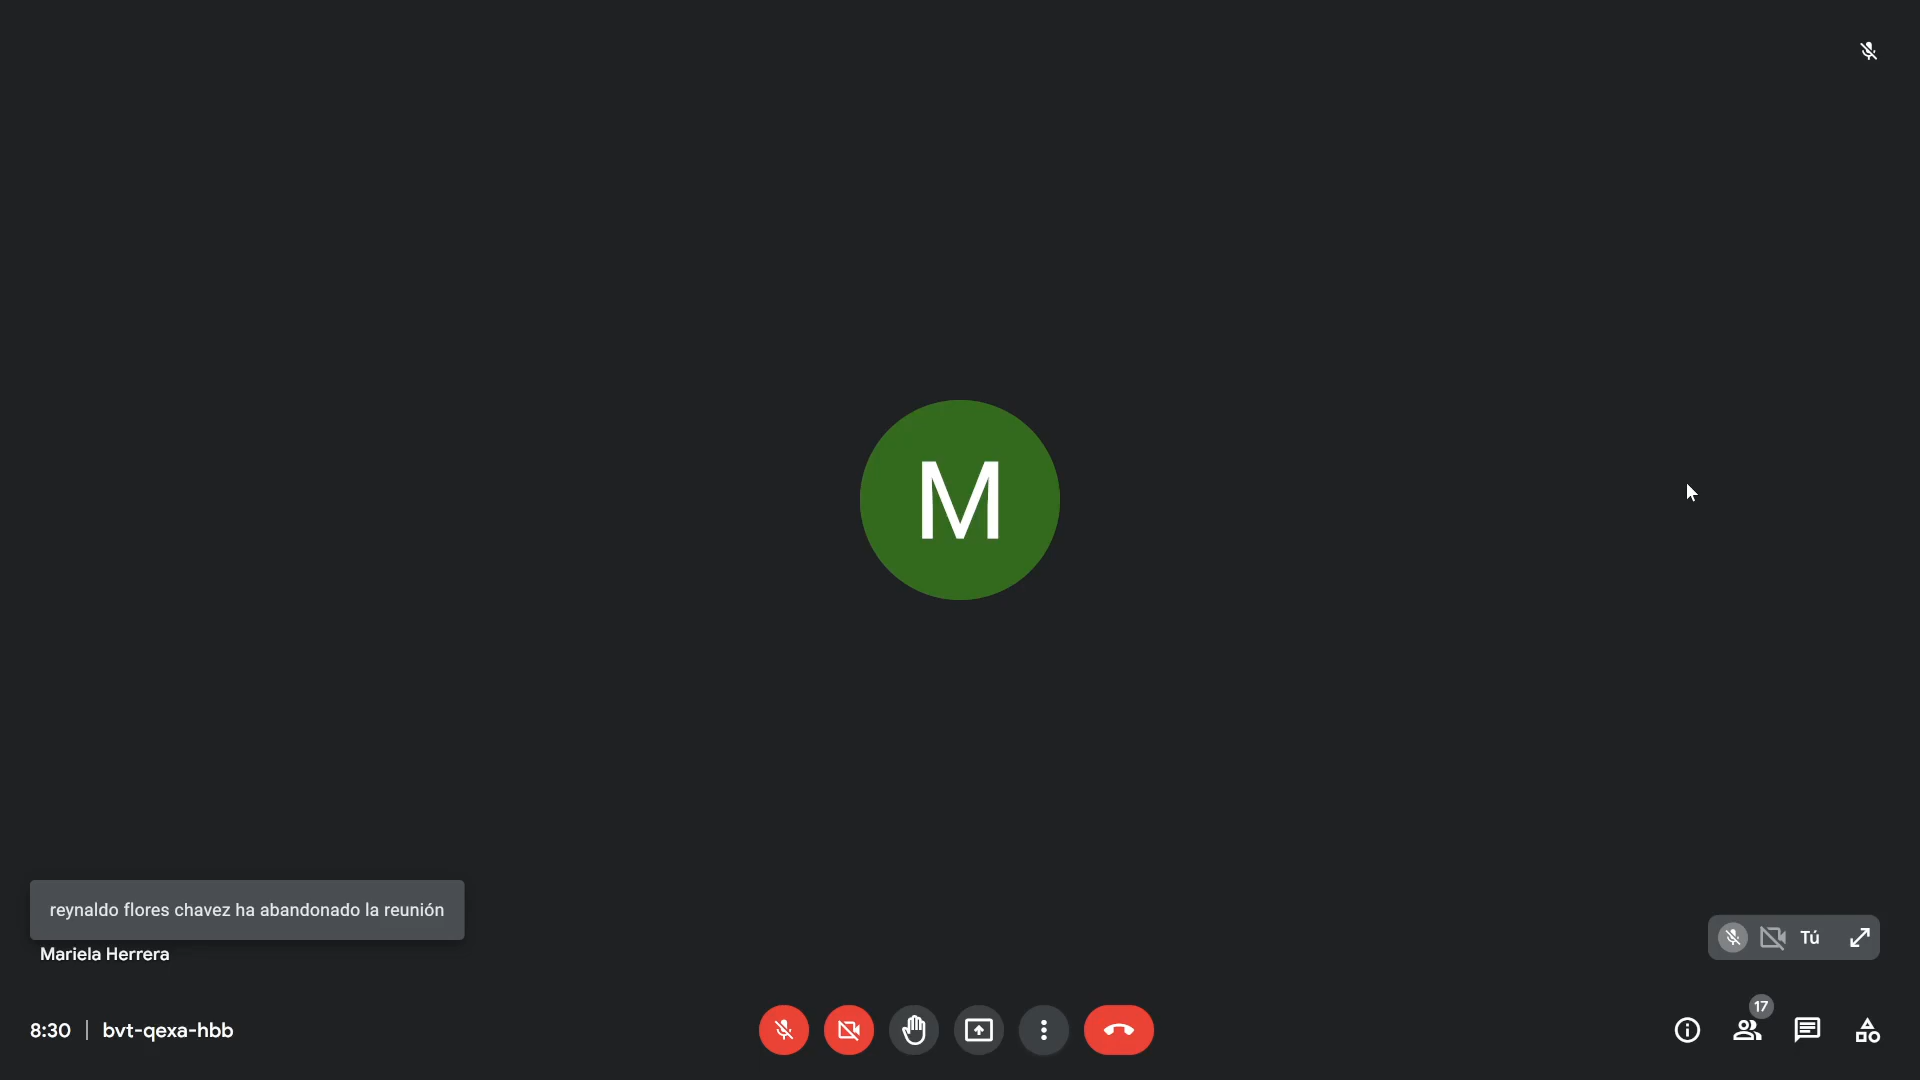 M
reynaldo flores chavez ha abandonado la reunión
Mariela Herrera
Tú
8:30 | bvt-qexa-hbb
17